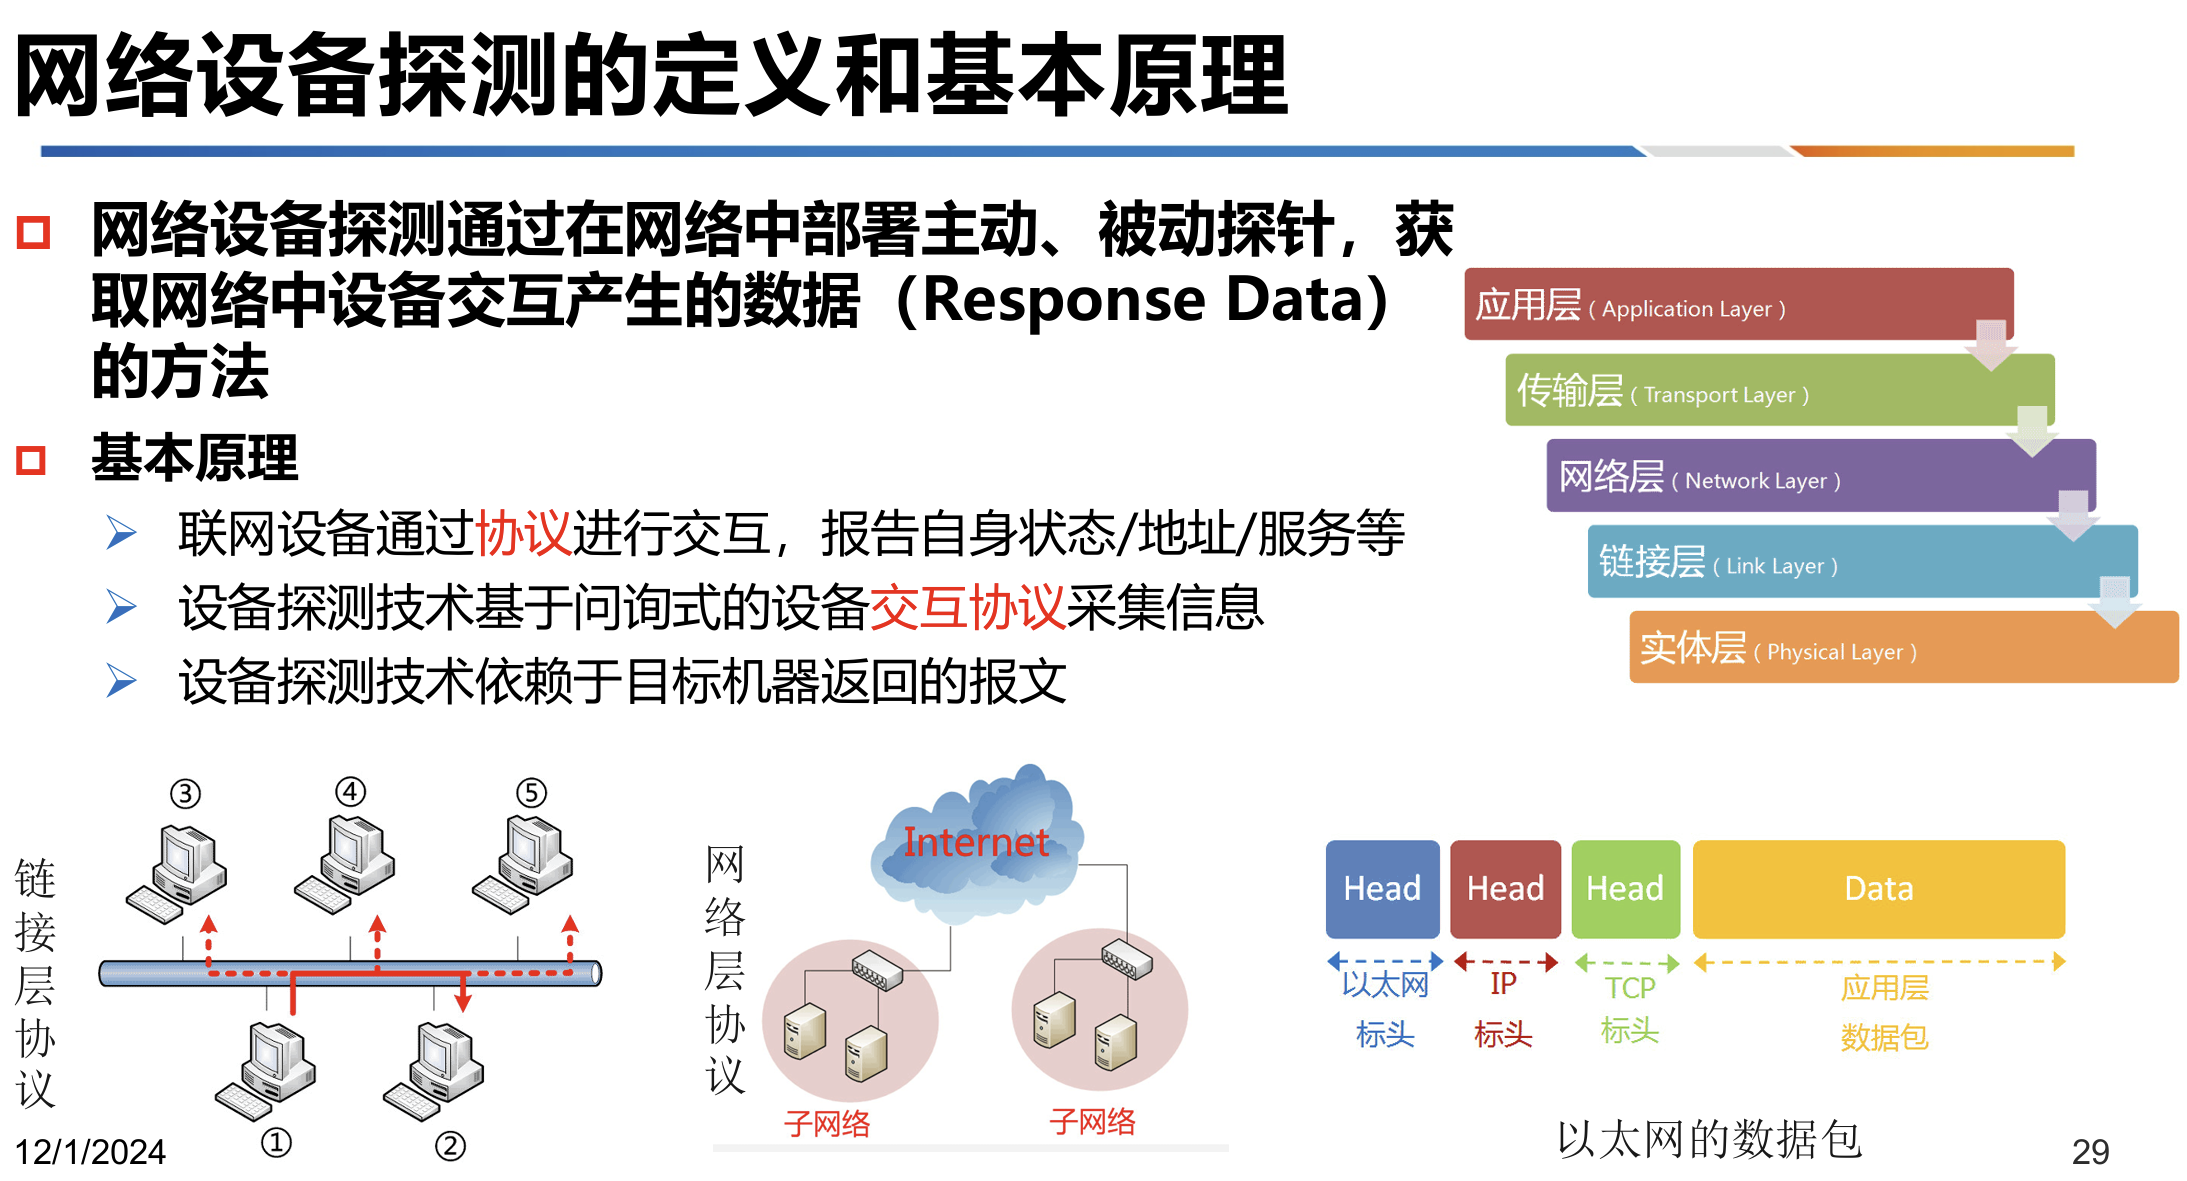 网络设备探测的定义和基本原理
网络设备探测通过在网络中部署主动、被动探针，获
取网络中设备交互产生的数据（Response Data）
的方法
基本原理
联网设备通过协议进行交互，报告自身状态/地址/服务等
设备探测技术基于问询式的设备交互协议采集信息
设备探测技术依赖于目标机器返回的报文
应用层（Application Layer）
传输层（Transport Layer）
网络层（Network Layer）
链接层（Link Layer）
实体层（Physical Layer）
链接层协议
③ ④ ⑤
① ②
网络层协议
Internet
子网络 子网络
Head Head Head Data
以太网 IP TCP 应用层
标头 标头 标头 数据包
以太网的数据包
12/1/2024
29